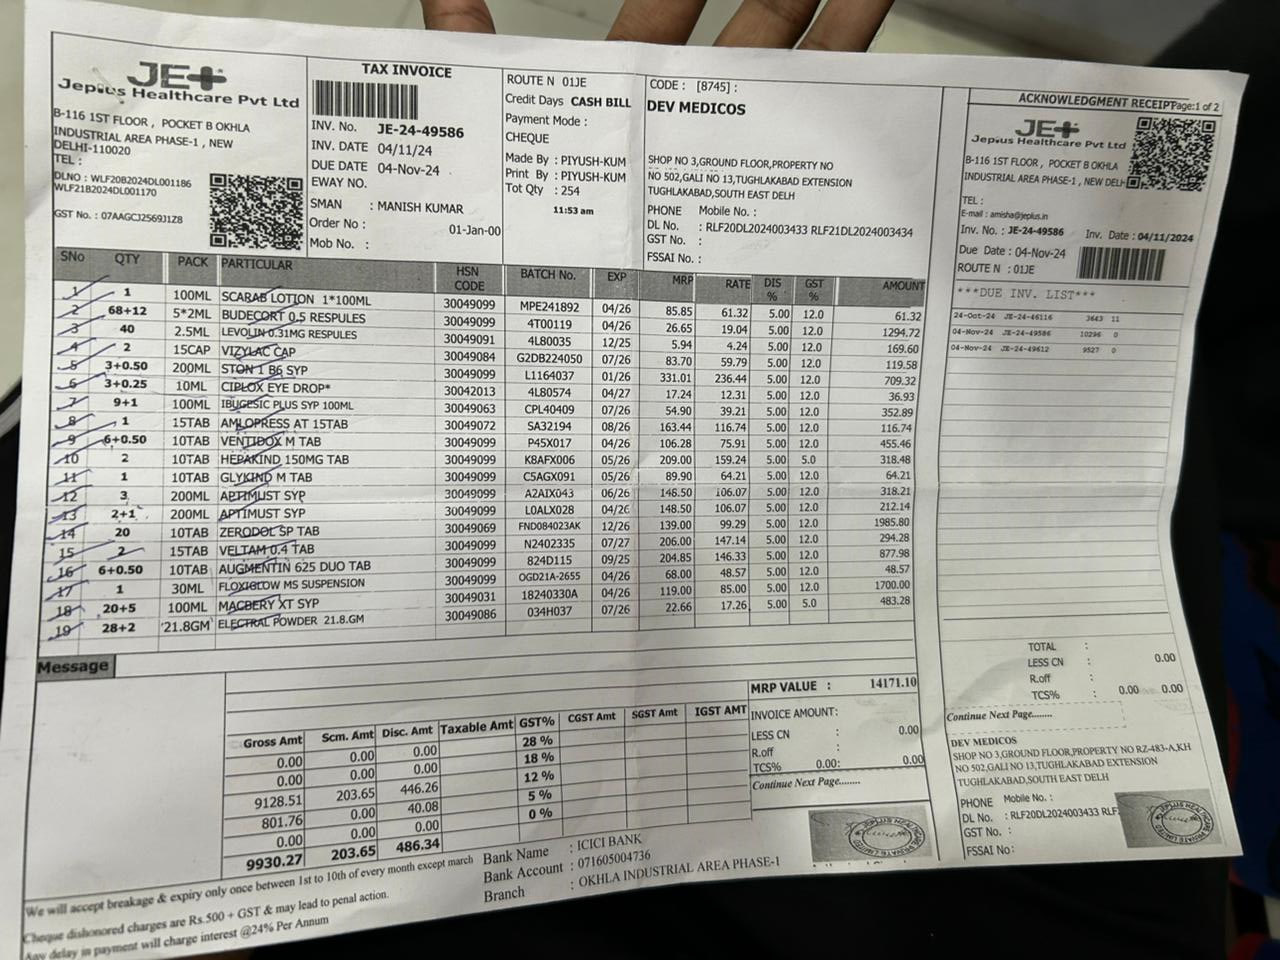 JE+
Jeplus Healthcare Pvt Ltd
B-116 1ST FLOOR , POCKET B OKHLA
INDUSTRIAL AREA PHASE-1 , NEW
DELHI-110020
TEL :
DLNO : WLF20B2024DL001186
WLF21B2024DL001170
GST No. : 07AAGCJ2569J1Z8
TAX INVOICE
INV. No. JE-24-49586
INV. DATE 04/11/24
DUE DATE 04-Nov-24
EWAY NO.
SMAN : MANISH KUMAR
Order No. : 01-Jan-00
Mob No. :
ROUTE N 01JE
Credit Days CASH BILL
Payment Mode :
CHEQUE
Made By : PIYUSH-KUM
Print By : PIYUSH-KUM
Tot Qty : 254
11:53 am
CODE : [8745] :
DEV MEDICOS
SHOP NO 3,GROUND FLOOR,PROPERTY NO
NO 502,GALI NO 13,TUGHLAKABAD EXTENSION
TUGHLAKABAD,SOUTH EAST DELH
PHONE Mobile No. :
DL No. : RLF20DL2024003433 RLF21DL2024003434
GST No. :
FSSAI No. :
SNo QTY PACK PARTICULAR HSN CODE BATCH No. EXP MRP RATE DIS % GST % AMOUNT
1 1 100ML SCARAB LOTION 1*100ML 30049099 MPE241892 04/26 85.85 61.32 5.00 12.0 61.32
2 68+12 5*2ML BUDECORT 0.5 RESPULES 30049099 4T00119 04/26 26.65 19.04 5.00 12.0 1294.72
3 40 2.5ML LEVOLIN 0.31MG RESPULES 30049091 4L80035 12/25 5.94 4.24 5.00 12.0 169.60
4 2 15CAP VIZYLAC CAP 30049084 G2DB224050 07/26 83.70 59.79 5.00 12.0 119.58
5 3+0.50 200ML STON 1 B6 SYP 30049099 L1164037 01/26 331.01 236.44 5.00 12.0 709.32
6 3+0.25 10ML CIPLOX EYE DROP* 30042013 4L80574 04/27 17.24 12.31 5.00 12.0 36.93
7 9+1 100ML IBUGESIC PLUS SYP 100ML 30049063 CPL40409 07/26 54.90 39.21 5.00 12.0 352.89
8 1 15TAB AMLOPRESS AT 15TAB 30049072 SA32194 08/26 163.44 116.74 5.00 12.0 116.74
9 6+0.50 10TAB VENTIDOX M TAB 30049099 P45X017 04/26 106.28 75.91 5.00 12.0 455.46
10 2 10TAB HEPAKIND 150MG TAB 30049099 K8AFX006 05/26 209.00 159.24 5.00 5.0 318.48
11 1 10TAB GLYKIND M TAB 30049099 C5AGX091 05/26 89.90 64.21 5.00 12.0 64.21
12 3 200ML APTIMUST SYP 30049099 A2AIX043 06/26 148.50 106.07 5.00 12.0 318.21
13 2+1 200ML APTIMUST SYP 30049099 L0ALX028 04/26 148.50 106.07 5.00 12.0 212.14
14 20 10TAB ZERODOL SP TAB 30049069 FND084023AK 12/26 139.00 99.29 5.00 12.0 1985.80
15 2 15TAB VELTAM 0.4 TAB 30049099 N2402335 07/27 206.00 147.14 5.00 12.0 294.28
16 6+0.50 10TAB AUGMENTIN 625 DUO TAB 30049099 824D115 09/25 204.85 146.33 5.00 12.0 877.98
17 1 30ML FLOXIGLOW MS SUSPENSION 30049099 OGD21A-2655 04/26 68.00 48.57 5.00 12.0 48.57
18 20+5 100ML MACBERY XT SYP 30049031 18240330A 04/26 119.00 85.00 5.00 12.0 1700.00
19 28+2 '21.8GM ELECTRAL POWDER 21.8.GM 30049086 034H037 07/26 22.66 17.26 5.00 5.0 483.28
Message
Gross Amt Scm. Amt Disc. Amt Taxable Amt GST% CGST Amt SGST Amt IGST AMT
0.00 0.00 0.00 28 %
0.00 0.00 0.00 18 %
9128.51 203.65 446.26 12 %
801.76 0.00 40.08 5 %
0.00 0.00 0.00 0 %
9930.27 203.65 486.34
MRP VALUE : 14171.10
INVOICE AMOUNT:
LESS CN : 0.00
R.off :
TCS% 0.00: 0.00
Continue Next Page........
We will accept breakage & expiry only once between 1st to 10th of every month except march
Cheque dishonored charges are Rs.500 + GST & may lead to penal action.
Any delay in payment will charge interest @24% Per Annum
Bank Name : ICICI BANK
Bank Account : 071605004736
Branch : OKHLA INDUSTRIAL AREA PHASE-1
ACKNOWLEDGMENT RECEIPT Page:1 of 2
JE+
Jeplus Healthcare Pvt Ltd
B-116 1ST FLOOR , POCKET B OKHLA
INDUSTRIAL AREA PHASE-1 , NEW DELH
TEL :
E-mail : amisha@jeplus.in
Inv. No. : JE-24-49586 Inv. Date : 04/11/2024
Due Date : 04-Nov-24
ROUTE N : 01JE
***DUE INV. LIST***
24-Oct-24 JE-24-46116 3643 11
04-Nov-24 JE-24-49586 10296 0
04-Nov-24 JE-24-49612 9527 0
TOTAL :
LESS CN : 0.00
R.off :
TCS% : 0.00 0.00
Continue Next Page........
DEV MEDICOS
SHOP NO 3,GROUND FLOOR,PROPERTY NO RZ-483-A,KH
NO 502,GALI NO 13,TUGHLAKABAD EXTENSION
TUGHLAKABAD,SOUTH EAST DELH
PHONE Mobile No. :
DL No. : RLF20DL2024003433 RLF
GST No. :
FSSAI No: